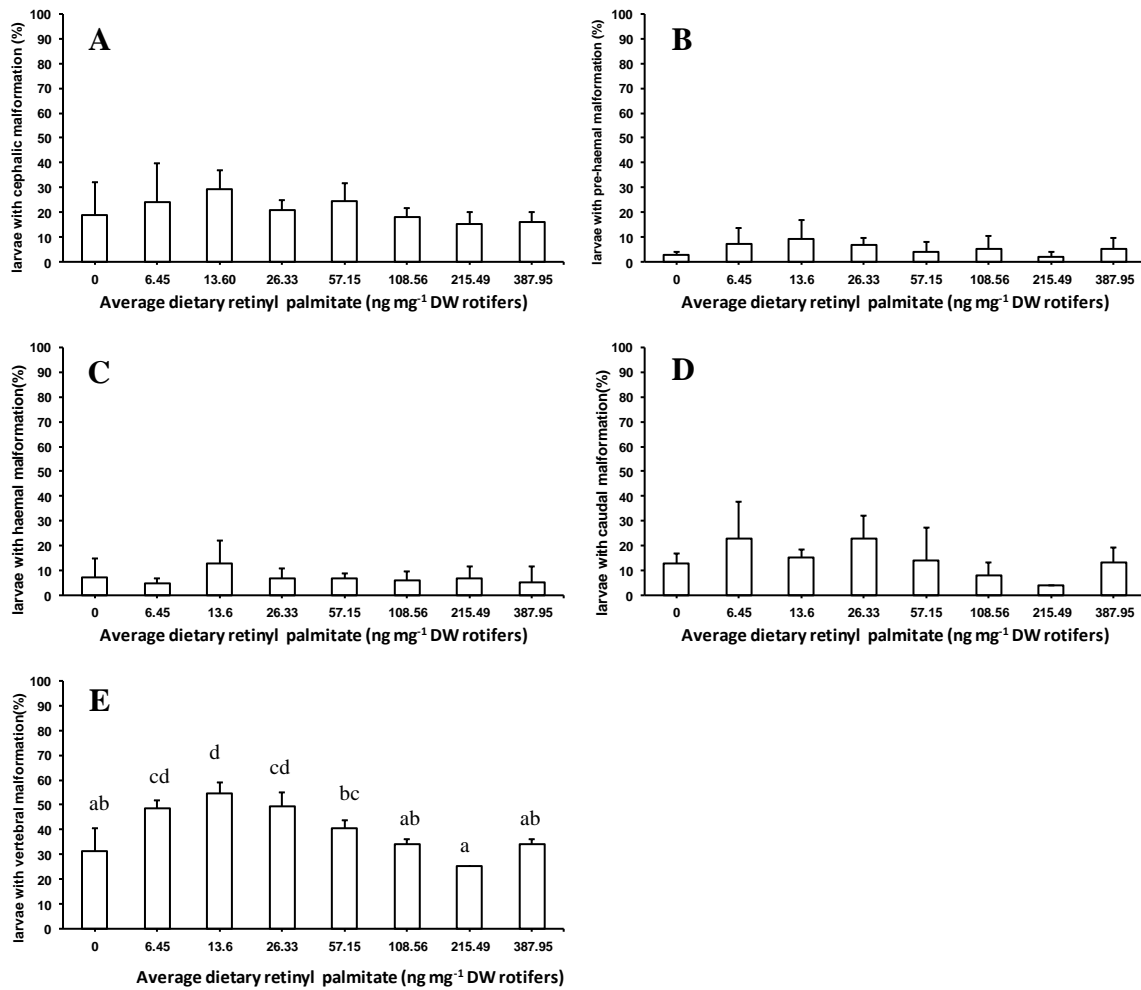 A
larvae with cephalic malformation (%)
100
90
80
70
60
50
40
30
20
10
0
0 6.45 13.60 26.33 57.15 108.56 215.49 387.95
Average dietary retinyl palmitate (ng mg⁻¹ DW rotifers)
B
larvae with pre-haemal malformation (%)
100
90
80
70
60
50
40
30
20
10
0
0 6.45 13.6 26.33 57.15 108.56 215.49 387.95
Average dietary retinyl palmitate (ng mg⁻¹ DW rotifers)
C
larvae with haemal malformation(%)
100
90
80
70
60
50
40
30
20
10
0
0 6.45 13.6 26.33 57.15 108.56 215.49 387.95
Average dietary retinyl palmitate (ng mg⁻¹ DW rotifers)
D
larvae with caudal malformation(%)
100
90
80
70
60
50
40
30
20
10
0
0 6.45 13.6 26.33 57.15 108.56 215.49 387.95
Average dietary retinyl palmitate (ng mg⁻¹ DW rotifers)
E
larvae with vertebral malformation(%)
100
90
80
70
60
50
40
30
20
10
0
ab cd d cd bc ab a ab
0 6.45 13.6 26.33 57.15 108.56 215.49 387.95
Average dietary retinyl palmitate (ng mg⁻¹ DW rotifers)